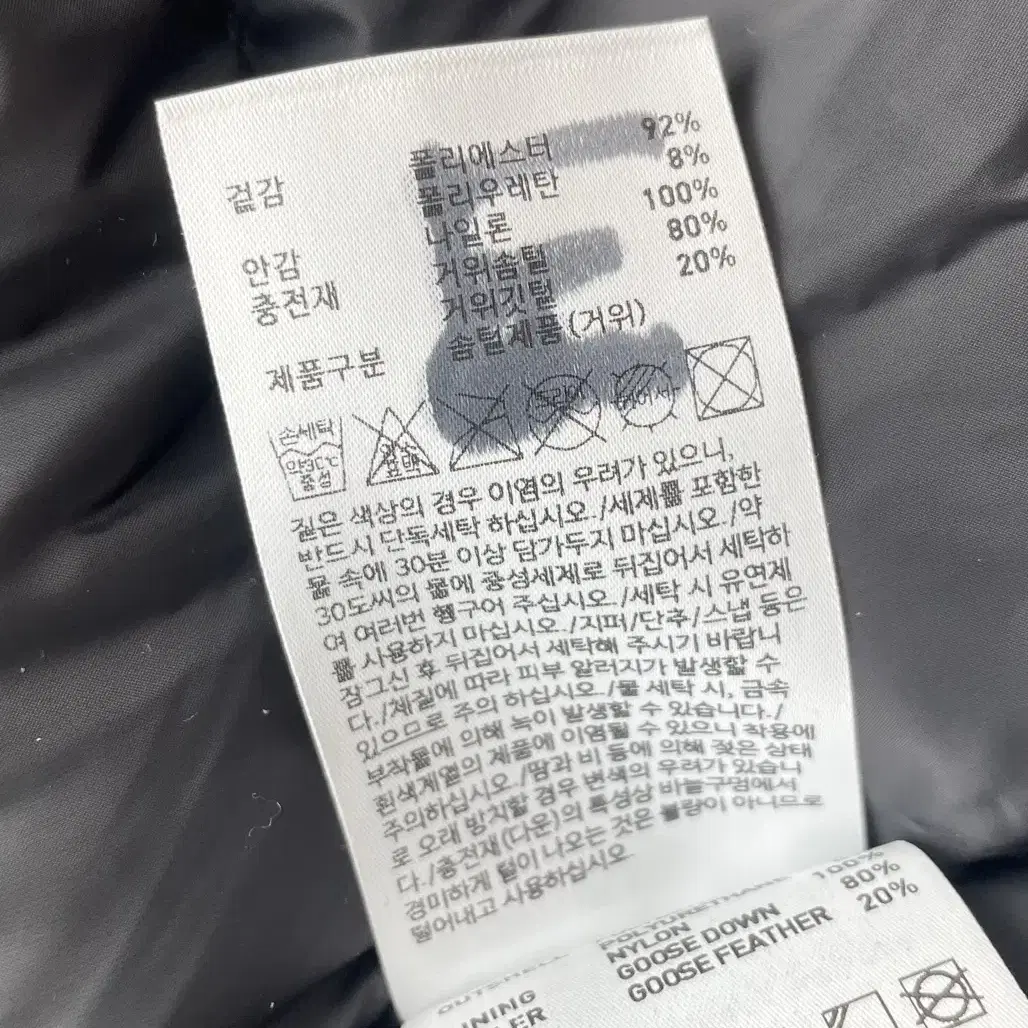 겉감 폴리에스터 92%
폴리우레탄 8%
안감 나일론 100%
충전재 거위솜털 80%
거위깃털 20%
제품구분 솜털제품(거위)
손세탁
약30℃
중성
염소
표백
드라이
짙은 색상의 경우 이염의 우려가 있으니,
반드시 단독세탁 하십시오./세제를 포함한
물 속에 30분 이상 담가두지 마십시오./약
30도씨의 물에 중성세제로 뒤집어서 세탁하
여 여러번 헹구어 주십시오./세탁 시 유연제
를 사용하지 마십시오./지퍼/단추/스냅 등은
잠그신 후 뒤집어서 세탁해 주시기 바랍니
다./재질에 따라 피부 알러지가 발생할 수
있으므로 주의 하십시오./물 세탁 시, 금속
부착물에 의해 녹이 발생할 수 있습니다./
흰색계열의 제품에 이염될 수 있으니 착용에
주의하십시오./땀과 비 등에 의해 젖은 상태
로 오래 방치할 경우 변색의 우려가 있습니
다./충전재(다운)의 특성상 바늘구멍에서
경미하게 털이 나오는 것은 불량이 아니므로
털어내고 사용하십시오
OUTSHELL POLYURETHANE
LINING NYLON 100%
GOOSE DOWN 80%
GOOSE FEATHER 20%